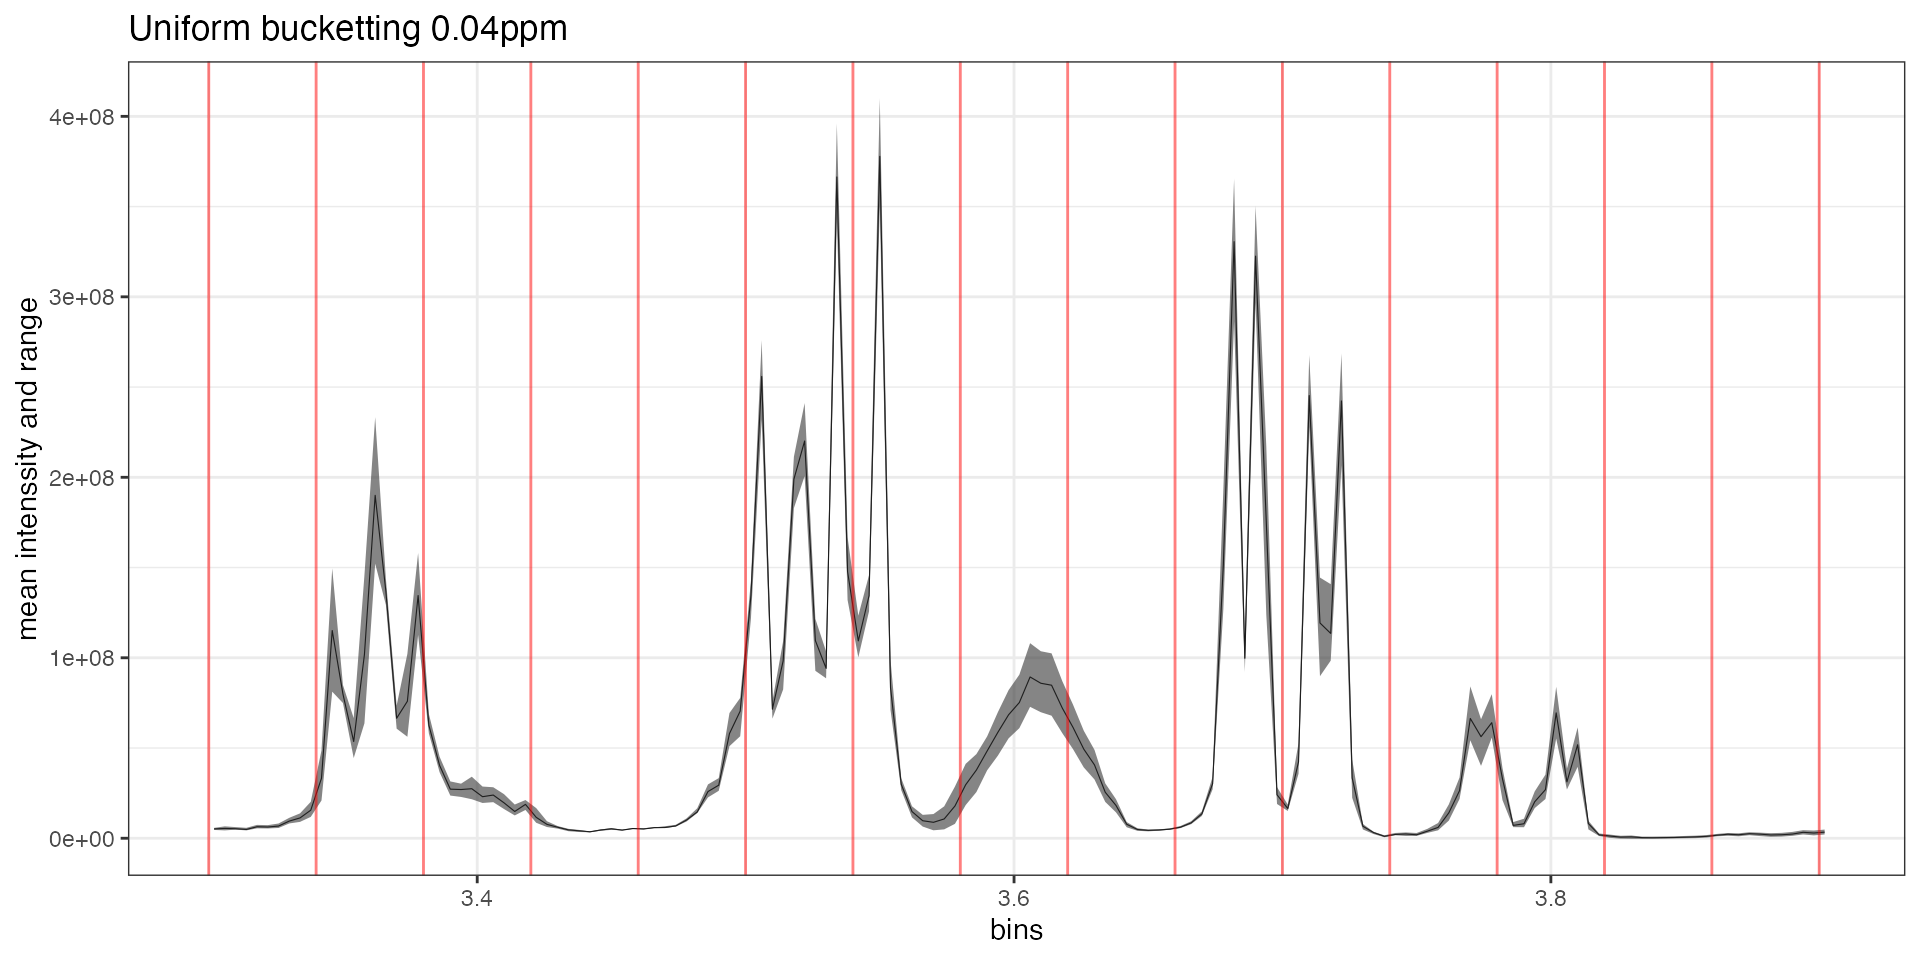 Uniform bucketting 0.04ppm
4e+08
3e+08
2e+08
1e+08
0e+00
mean intenssity and range
3.4
3.6
3.8
bins